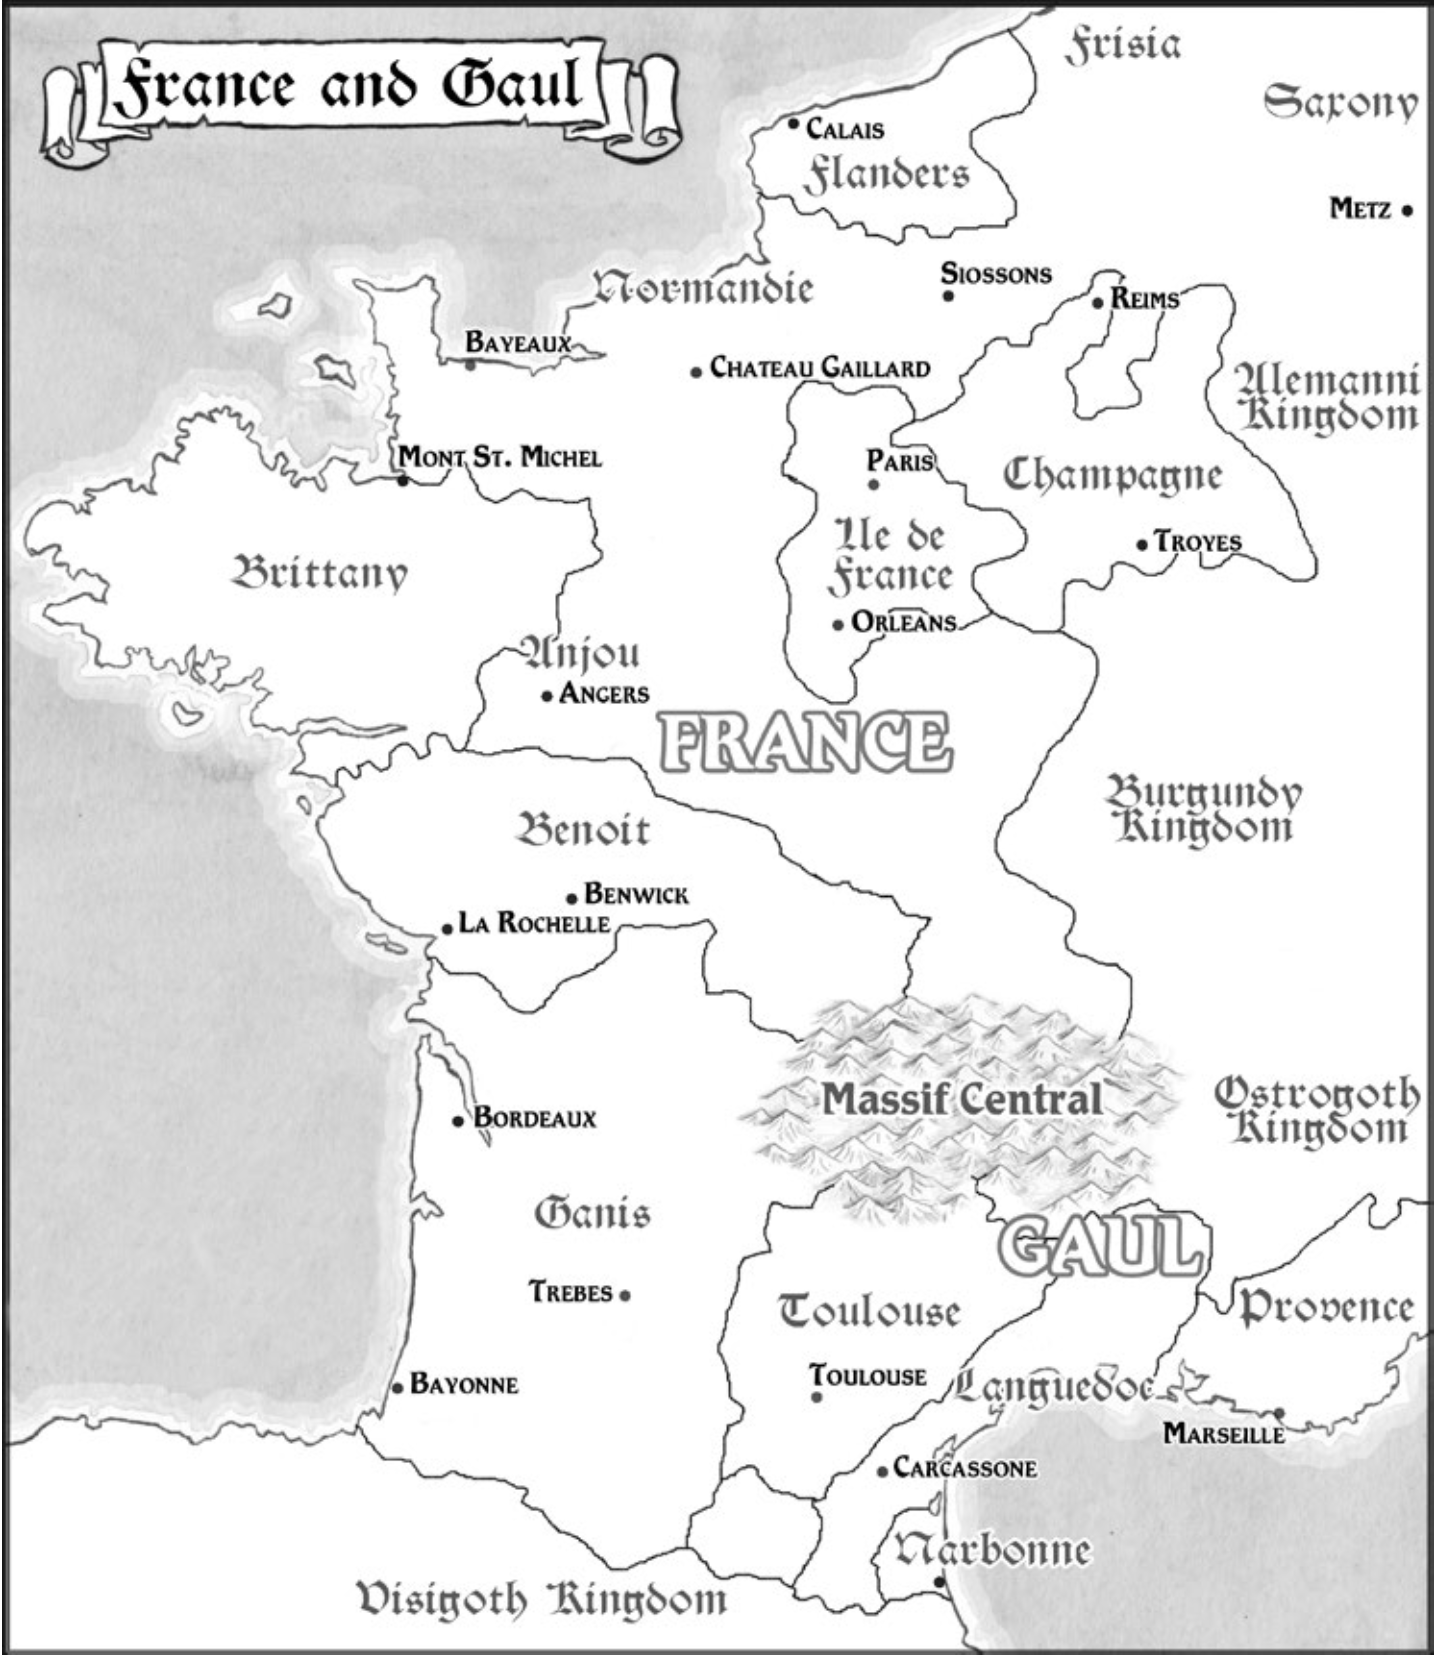 France and Gaul
Frisia
Saxony
Calais
Flanders
Metz
Siossons
Normandie
Reims
Bayeaux
Chateau Gaillard
Alemanni
Kingdom
Mont St. Michel
Paris
Champagne
Ile de
France
Troyes
Brittany
Orleans
Anjou
Angers
FRANCE
Burgundy
Kingdom
Benoit
Benwick
La Rochelle
Massif Central
Ostrogoth
Kingdom
Bordeaux
Ganis
GAUL
Trebes
Toulouse
Provence
Toulouse
Bayonne
Languedoc
Marseille
Carcassone
Narbonne
Visigoth Kingdom